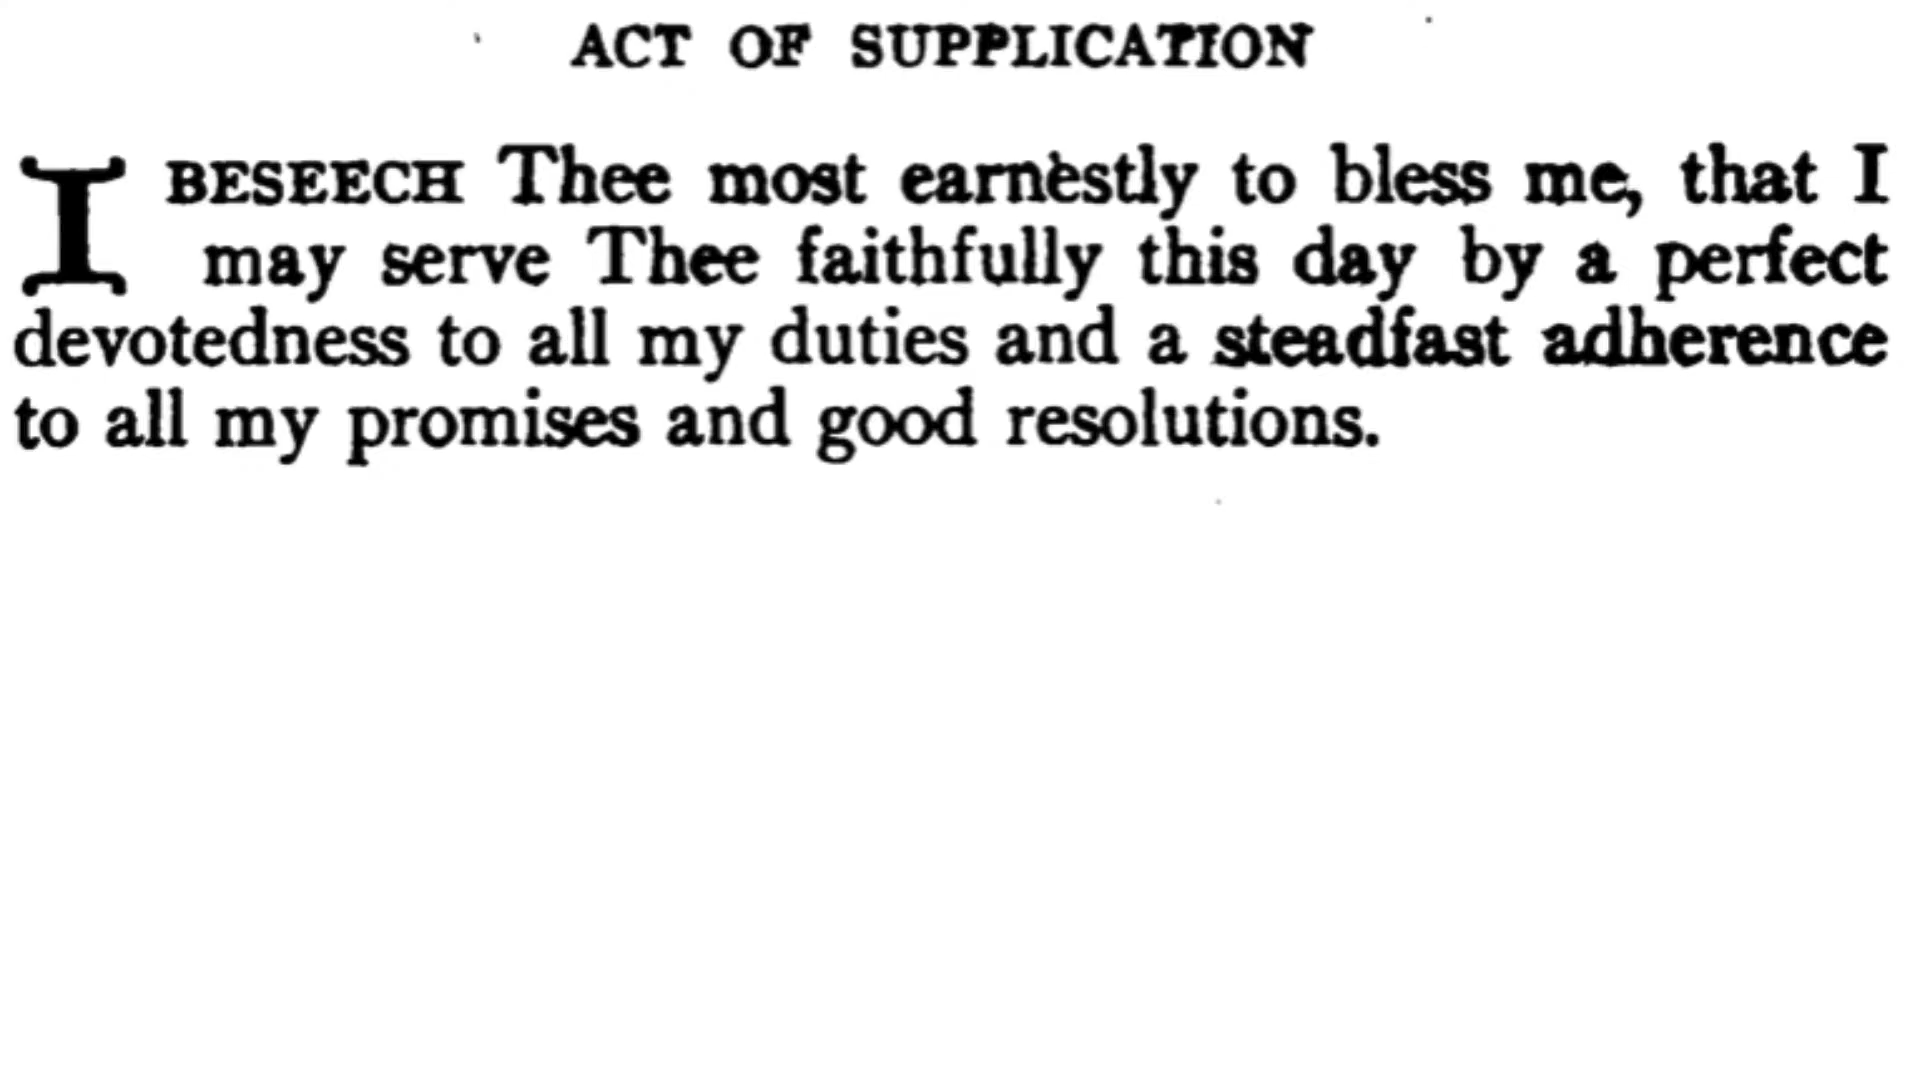 ACT OF SUPPLICATION
I BESEECH Thee most earnestly to bless me, that I
may serve Thee faithfully this day by a perfect
devotedness to all my duties and a steadfast adherence
to all my promises and good resolutions.